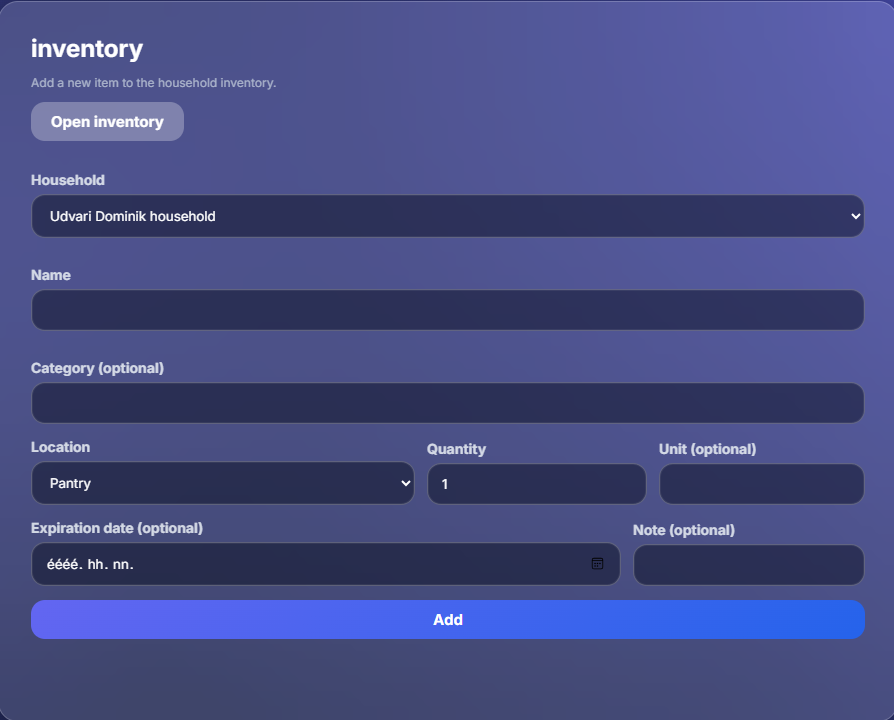 inventory
Add a new item to the household inventory.
Open inventory
Household
Udvari Dominik household
Name
Category (optional)
Location
Quantity
Unit (optional)
Pantry
1
Expiration date (optional)
Note (optional)
éééé. hh. nn.
Add